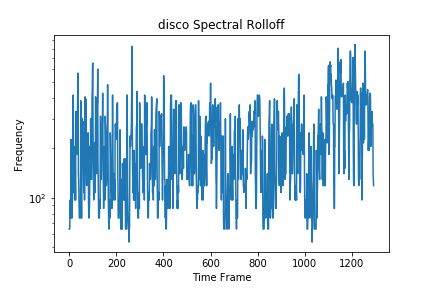 disco Spectral Rolloff
Frequency
10²
0 200 400 600 800 1000 1200
Time Frame